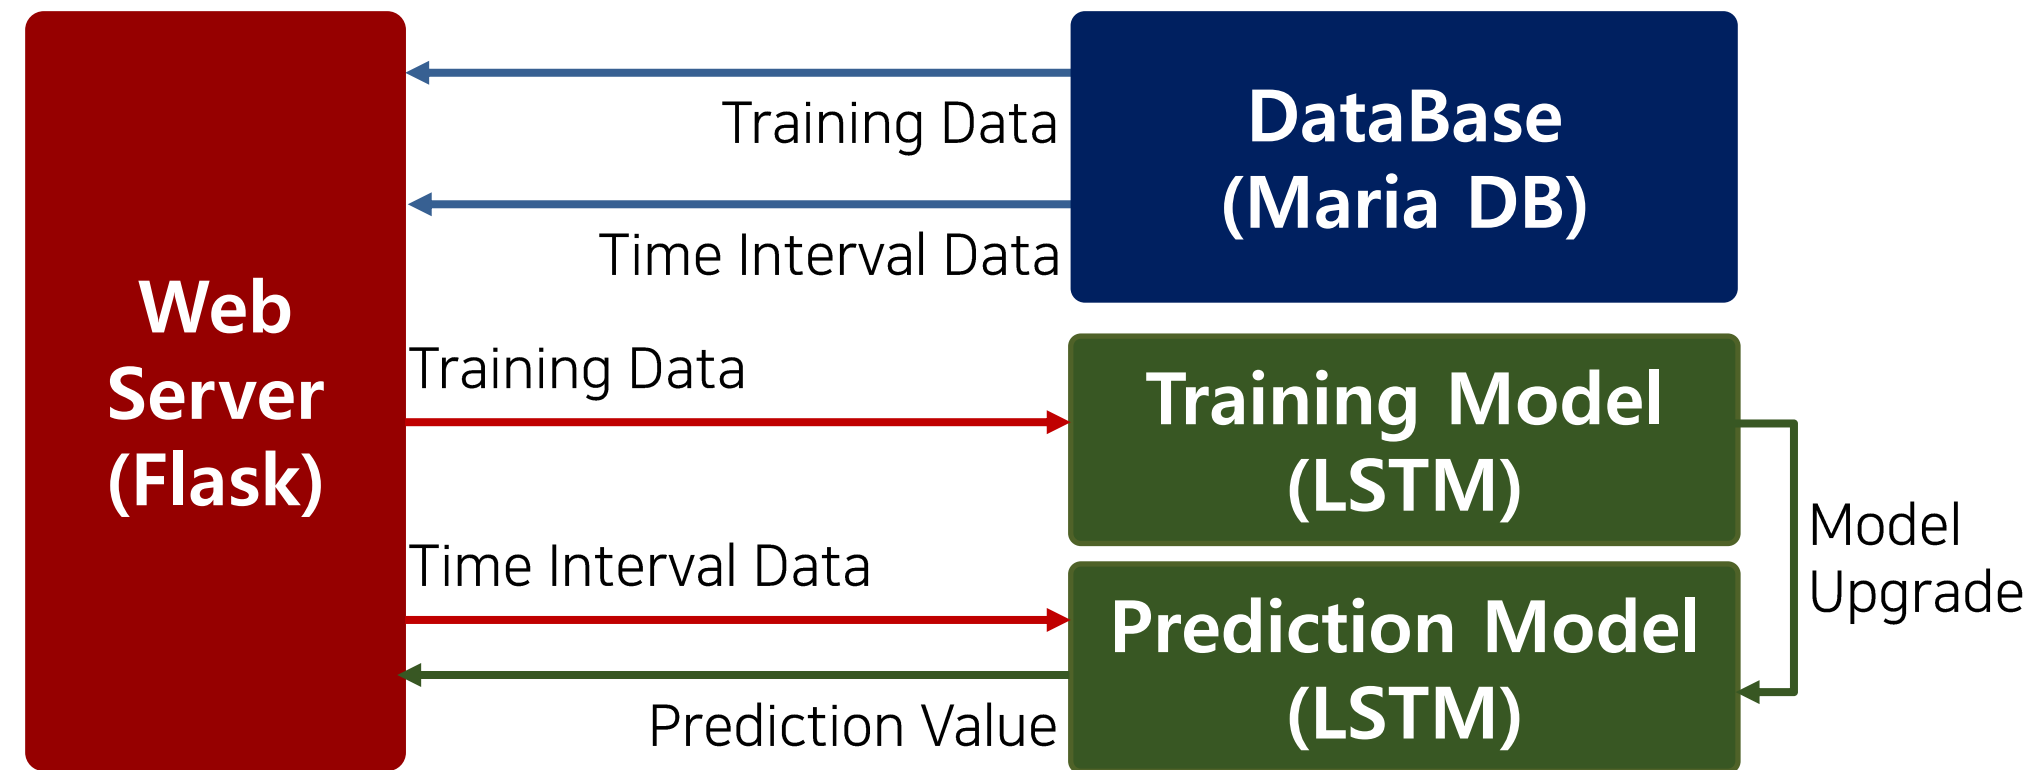 Web
Server
(Flask)
Training Data
Time Interval Data
DataBase
(Maria DB)
Training Data
Training Model
(LSTM)
Time Interval Data
Prediction Model
(LSTM)
Prediction Value
Model
Upgrade